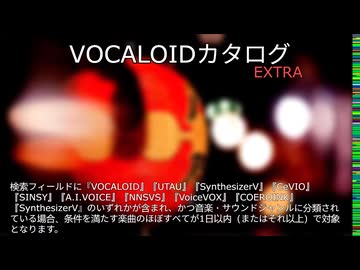 VOCALOIDカタログ
EXTRA
検索フィールドに『VOCALOID』『UTAU』『SynthesizerV』『CeVIO』
『SINSY』『A.I.VOICE』『NNSVS』『VoiceVOX』『COEROINK』
『SynthesizerV』のいずれかが含まれ、かつ音楽・サウンドジャンルに分類され
ている場合、条件を満たす楽曲のほぼすべてが1日以内（またはそれ以上）で対象
となります。